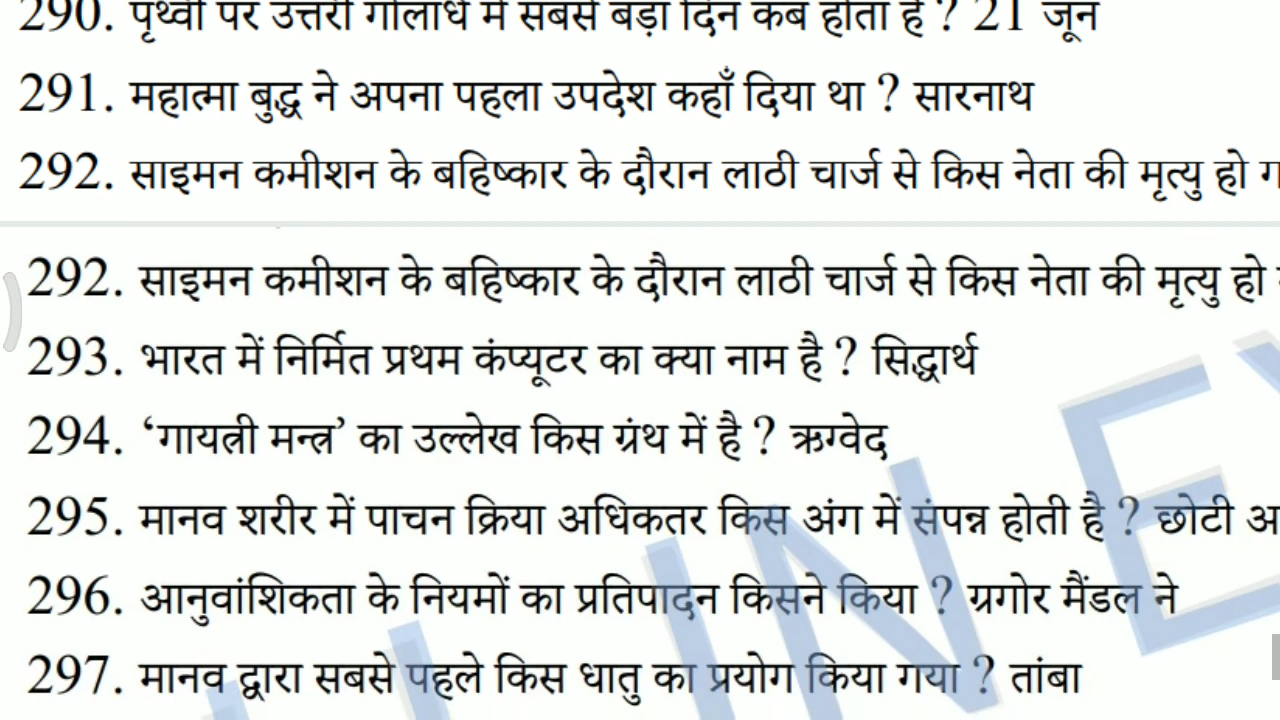 290. पृथ्वी पर उत्तरी गोलार्ध में सबसे बड़ा दिन कब होता है ? 21 जून
291. महात्मा बुद्ध ने अपना पहला उपदेश कहाँ दिया था ? सारनाथ
292. साइमन कमीशन के बहिष्कार के दौरान लाठी चार्ज से किस नेता की मृत्यु हो
292. साइमन कमीशन के बहिष्कार के दौरान लाठी चार्ज से किस नेता की मृत्यु हो
293. भारत में निर्मित प्रथम कंप्यूटर का क्या नाम है ? सिद्धार्थ
294. ‘गायत्री मन्त्र’ का उल्लेख किस ग्रंथ में है ? ऋग्वेद
295. मानव शरीर में पाचन क्रिया अधिकतर किस अंग में संपन्न होती है ? छोटी
296. आनुवांशिकता के नियमों का प्रतिपादन किसने किया ? ग्रगोर मैंडल ने
297. मानव द्वारा सबसे पहले किस धातु का प्रयोग किया गया ? तांबा